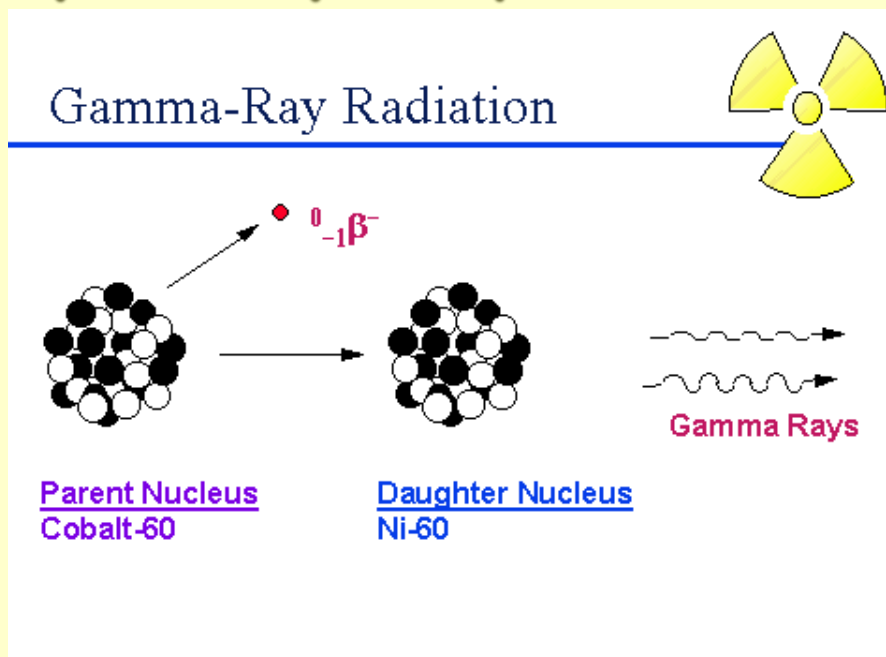 Gamma-Ray Radiation
⁰₋₁β⁻
Gamma Rays
Parent Nucleus
Cobalt-60
Daughter Nucleus
Ni-60